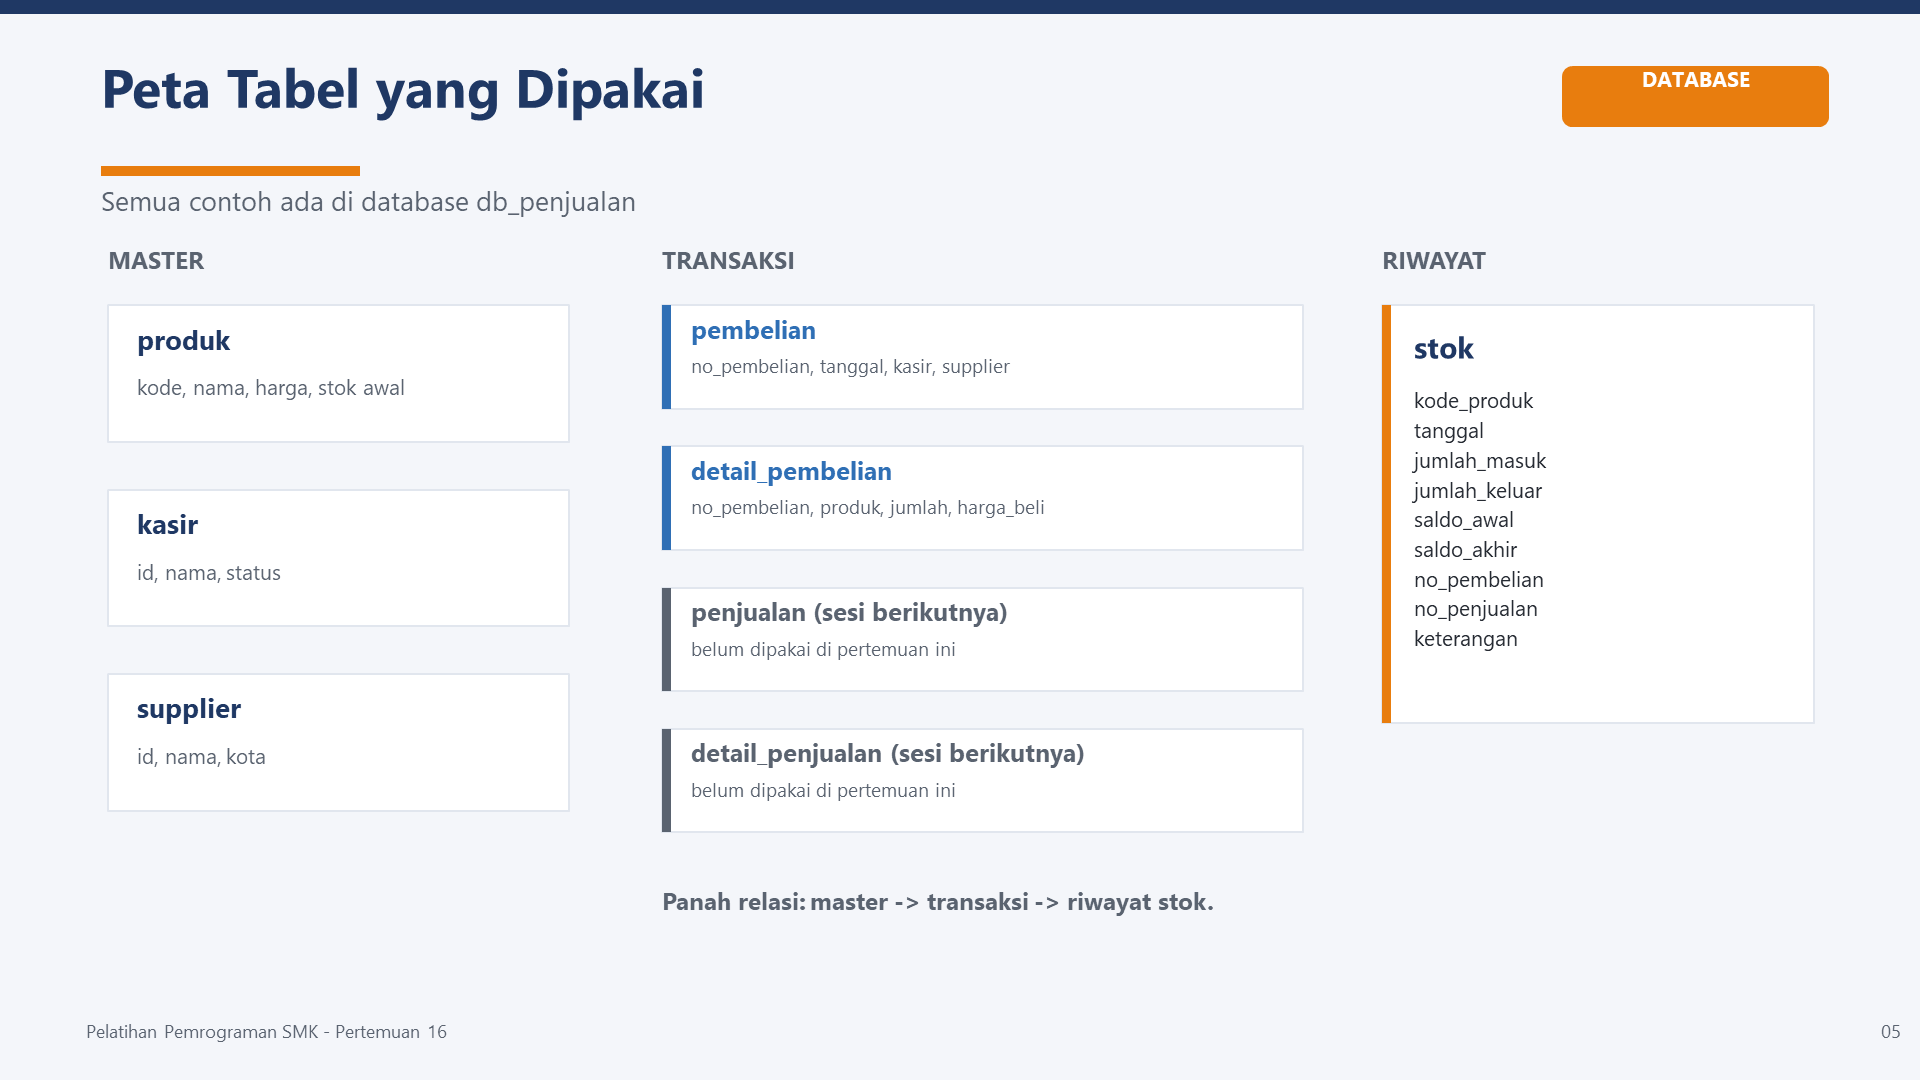 Peta Tabel yang Dipakai
DATABASE
Semua contoh ada di database db_penjualan
MASTER
produk
kode, nama, harga, stok awal
kasir
id, nama, status
supplier
id, nama, kota
TRANSAKSI
pembelian
no_pembelian, tanggal, kasir, supplier
detail_pembelian
no_pembelian, produk, jumlah, harga_beli
penjualan (sesi berikutnya)
belum dipakai di pertemuan ini
detail_penjualan (sesi berikutnya)
belum dipakai di pertemuan ini
RIWAYAT
stok
kode_produk
tanggal
jumlah_masuk
jumlah_keluar
saldo_awal
saldo_akhir
no_pembelian
no_penjualan
keterangan
Panah relasi: master -> transaksi -> riwayat stok.
Pelatihan Pemrograman SMK - Pertemuan 16
05